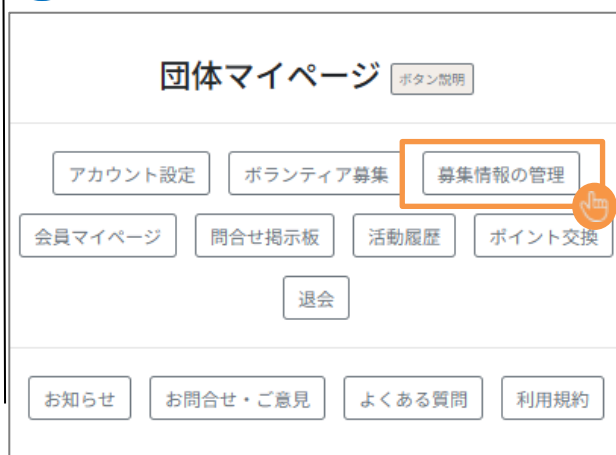 団体マイページ ボタン説明
アカウント設定 ボランティア募集 募集情報の管理
会員マイページ 問合せ掲示板 活動履歴 ポイント交換
退会
お知らせ お問合せ・ご意見 よくある質問 利用規約